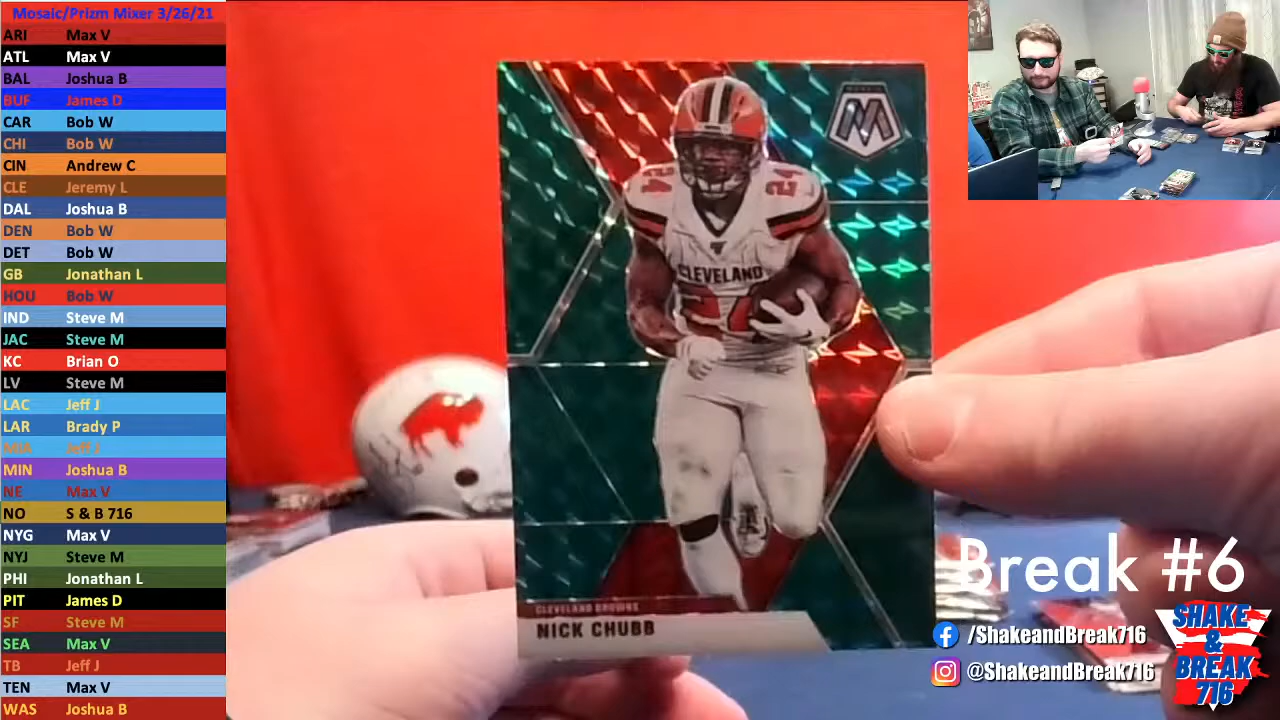 Mosaic/Prizm Mixer 3/26/21
ARI Max V
ATL Max V
BAL Joshua B
BUF James D
CAR Bob W
CHI Bob W
CIN Andrew C
CLE Jeremy L
DAL Joshua B
DEN Bob W
DET Bob W
GB Jonathan L
HOU Bob W
IND Steve M
JAC Steve M
KC Brian O
LV Steve M
LAC Jeff J
LAR Brady P
MIA Jeff J
MIN Joshua B
NE Max V
NO S & B 716
NYG Max V
NYJ Steve M
PHI Jonathan L
PIT James D
SF Steve M
SEA Max V
TB Jeff J
TEN Max V
WAS Joshua B
MOSAIC
M
24 24
CLEVELAND
24
CLEVELAND BROWNS
NICK CHUBB
Break #6
/ShakeandBreak716
@ShakeandBreak716
SHAKE
&
BREAK
716